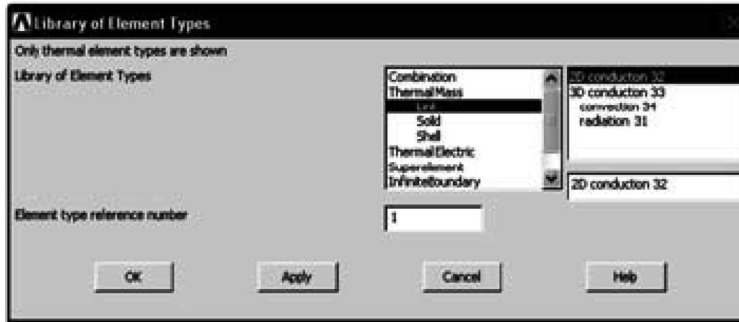 Library of Element Types
Only thermal element types are shown
Library of Element Types
Combination
Thermal Mass
Link
Solid
Shell
ThermalElectric
Superelement
InfiniteBoundary
2D conducton 32
3D conducton 33
convection 34
radiation 31
2D conduction 32
Element type reference number
1
OK
Apply
Cancel
Help